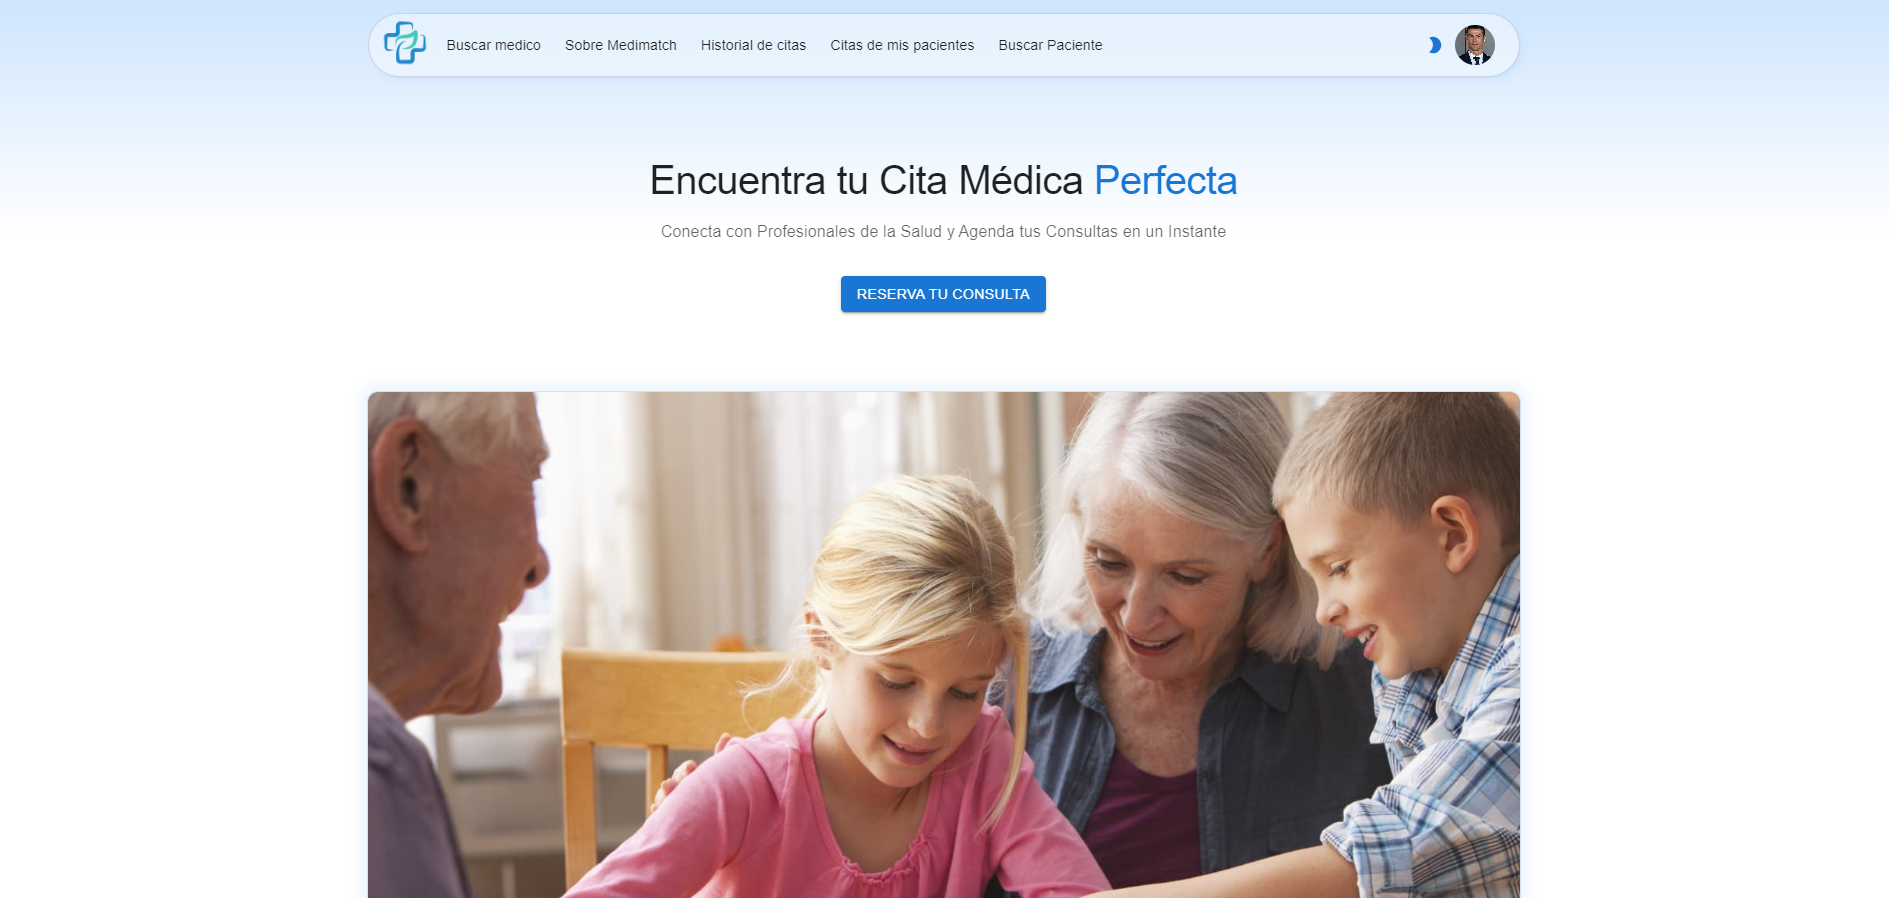 Buscar medico Sobre Medimatch Historial de citas Citas de mis pacientes Buscar Paciente
Encuentra tu Cita Médica Perfecta
Conecta con Profesionales de la Salud y Agenda tus Consultas en un Instante
RESERVA TU CONSULTA